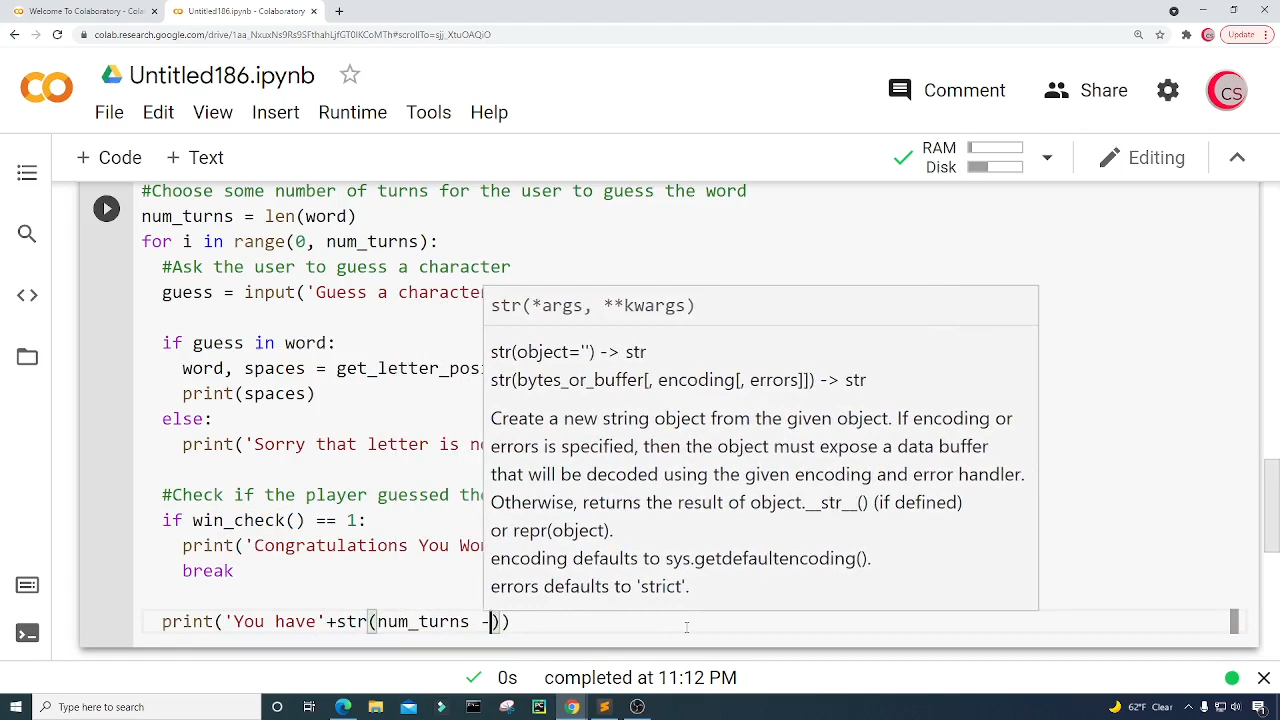 Welcome To Colaboratory - Colab
Untitled186.ipynb - Colaboratory
colab.research.google.com/drive/1aa_NxuxNs9Rs9SFthahLjfGT0IKCoMTh#scrollTo=sjj_XtuOAQiO
Update
Untitled186.ipynb
Comment
Share
CS
File Edit View Insert Runtime Tools Help
+ Code + Text
RAM
Disk
Editing
#Choose some number of turns for the user to guess the word
num_turns = len(word)
for i in range(0, num_turns):
#Ask the user to guess a character
guess = input('Guess a character
str(*args, **kwargs)
if guess in word:
str(object='') -> str
word, spaces = get_letter_posi
str(bytes_or_buffer[, encoding[, errors]]) -> str
print(spaces)
else:
Create a new string object from the given object. If encoding or
print('Sorry that letter is no
errors is specified, then the object must expose a data buffer
that will be decoded using the given encoding and error handler.
#Check if the player guessed the
Otherwise, returns the result of object.__str__() (if defined)
if win_check() == 1:
or repr(object).
print('Congratulations You Won
encoding defaults to sys.getdefaultencoding().
break
errors defaults to 'strict'.
print('You have'+str(num_turns -))
0s completed at 11:12 PM
Type here to search
62°F Clear
11:12 PM